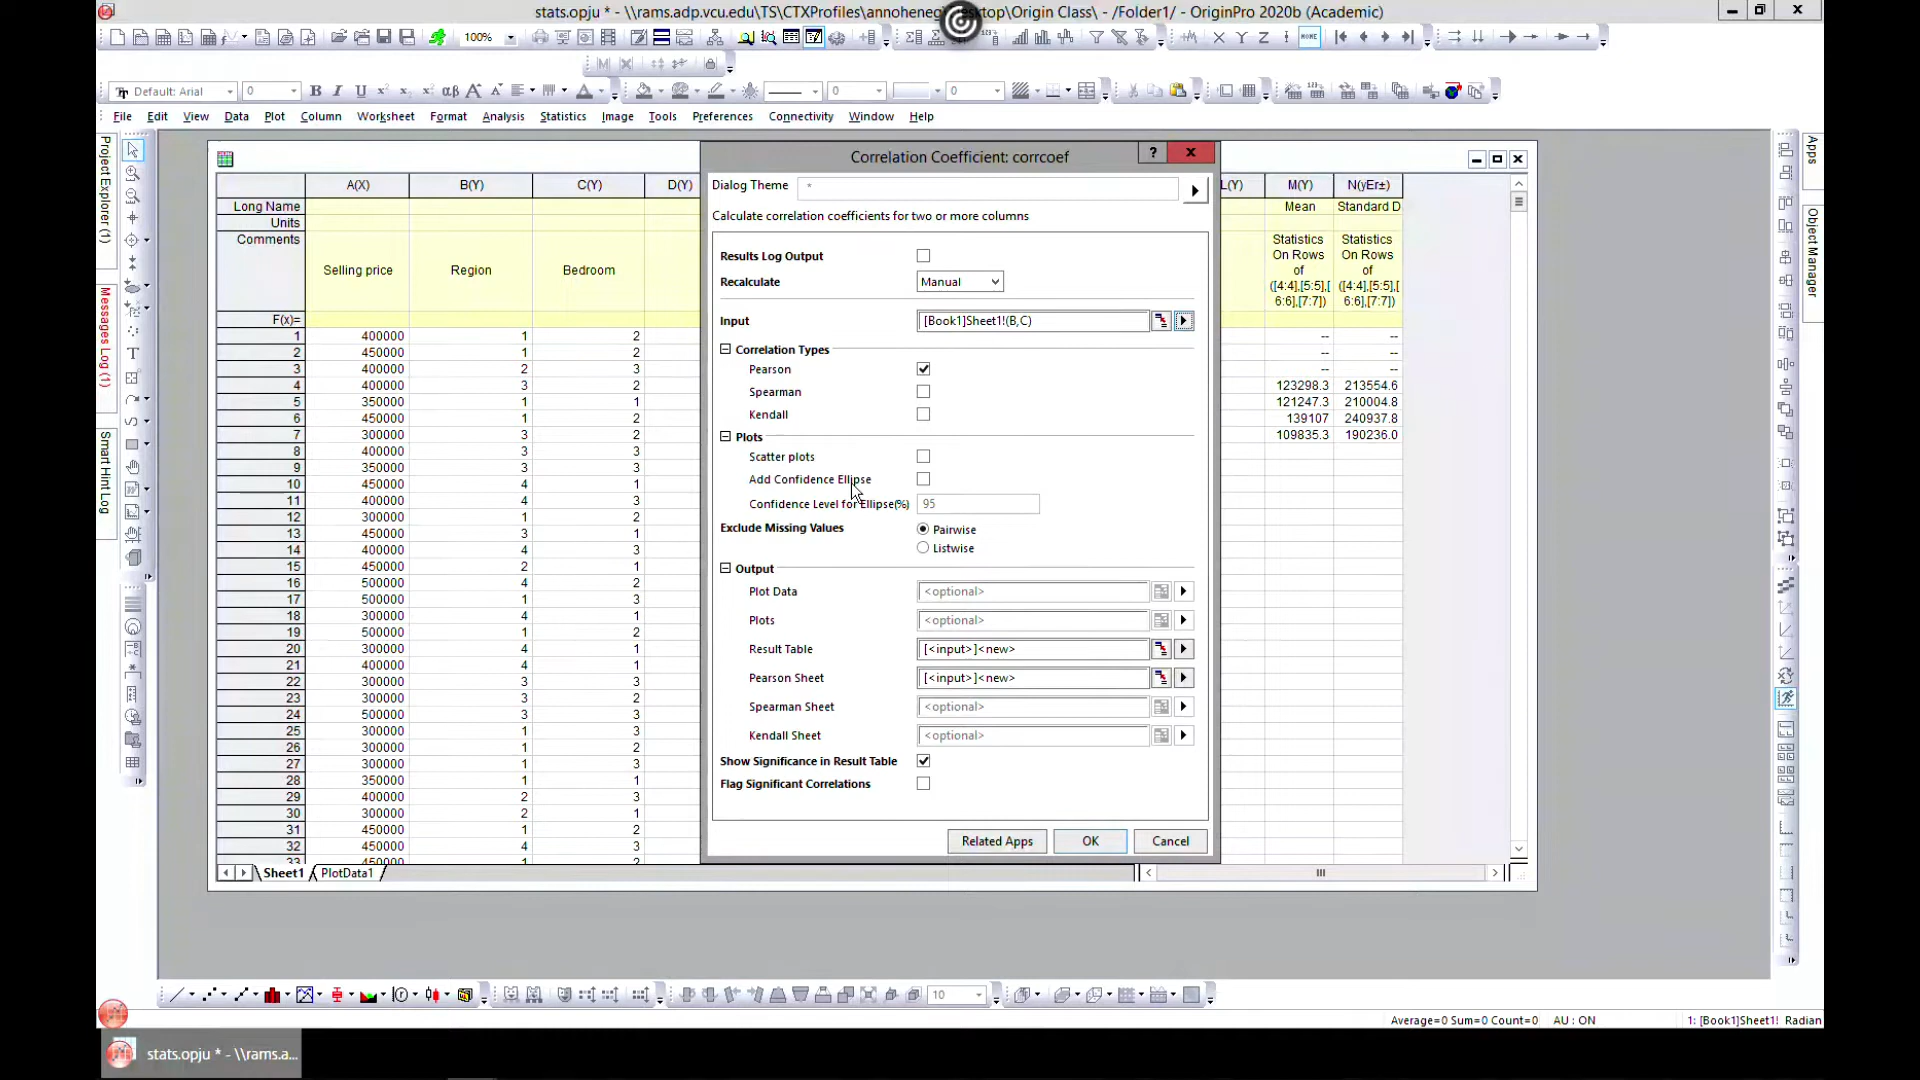 stats.opju * - \\rams.adp.vcu.edu\TS\CTXProfiles\annoheneg\Desktop\Origin Class\ - /Folder1/ - OriginPro 2020b (Academic)
100%
Default: Arial 0 B I U αβ A A A 0 0
File Edit View Data Plot Column Worksheet Format Analysis Statistics Image Tools Preferences Connectivity Window Help
Project Explorer (1)
Messages Log (1)
Smart Hint Log
Apps
Object Manager
A(X) B(Y) C(Y) D(Y) L(Y) M(Y) N(yEr±)
Long Name Mean Standard D
Units
Comments Selling price Region Bedroom
Statistics On Rows of ([4:4],[5:5],[6:6],[7:7])
Statistics On Rows of ([4:4],[5:5],[6:6],[7:7])
F(x)=
1 400000 1 2 -- --
2 450000 1 2 -- --
3 400000 2 3 -- --
4 400000 3 2 123298.3 213554.6
5 350000 1 1 121247.3 210004.8
6 450000 1 2 139107 240937.8
7 300000 3 2 109835.3 190236.0
8 400000 3 3
9 350000 3 3
10 450000 4 1
11 400000 4 3
12 300000 1 2
13 450000 3 1
14 400000 4 3
15 450000 2 1
16 500000 4 2
17 500000 1 3
18 300000 4 1
19 500000 1 2
20 300000 4 1
21 400000 4 1
22 300000 3 3
23 300000 3 2
24 500000 3 3
25 300000 1 3
26 300000 1 2
27 300000 1 3
28 350000 1 1
29 400000 2 3
30 300000 2 1
31 450000 1 2
32 450000 4 3
33 450000 1 2
Sheet1 PlotData1
Correlation Coefficient: corrcoef
Dialog Theme *
Calculate correlation coefficients for two or more columns
Results Log Output
Recalculate Manual
Input [Book1]Sheet1!(B,C)
Correlation Types
Pearson
Spearman
Kendall
Plots
Scatter plots
Add Confidence Ellipse
Confidence Level for Ellipse(%) 95
Exclude Missing Values Pairwise
Listwise
Output
Plot Data <optional>
Plots <optional>
Result Table [<input>]<new>
Pearson Sheet [<input>]<new>
Spearman Sheet <optional>
Kendall Sheet <optional>
Show Significance in Result Table
Flag Significant Correlations
Related Apps OK Cancel
10
Average=0 Sum=0 Count=0 AU : ON 1: [Book1]Sheet1! Radian
stats.opju * - \\rams.a...